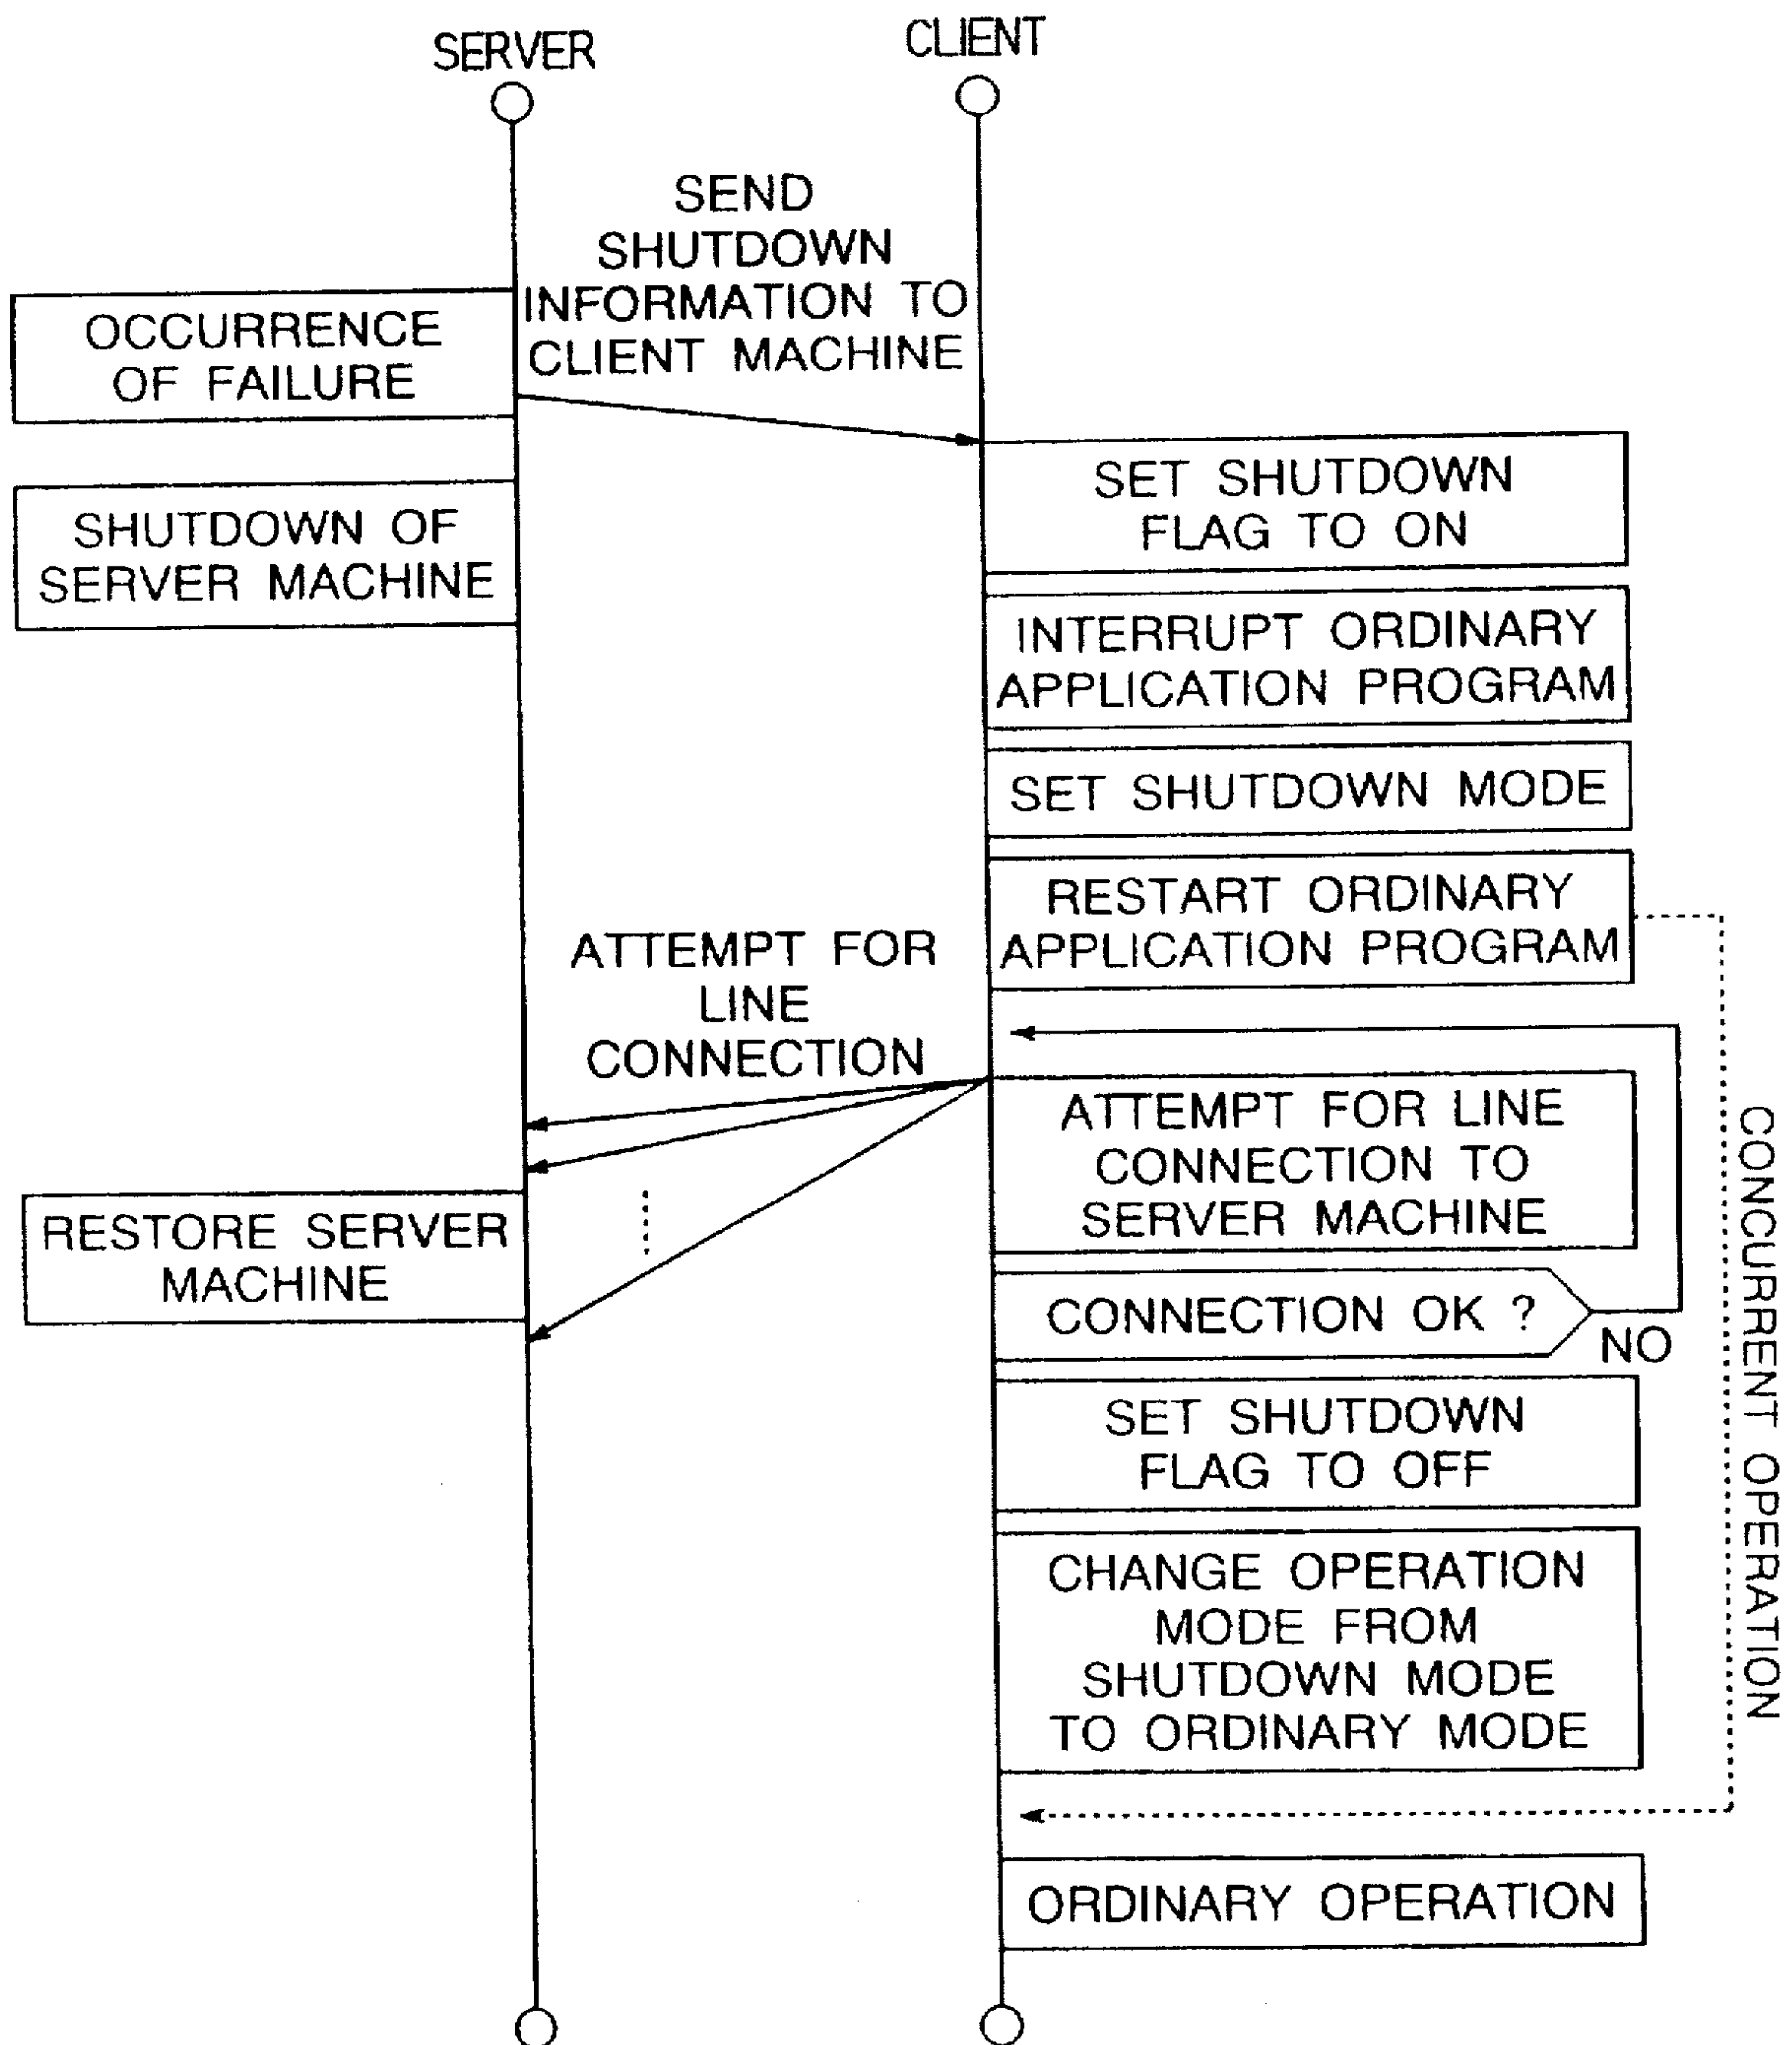 SERVER
CLIENT
SEND
SHUTDOWN
INFORMATION TO
CLIENT MACHINE
OCCURRENCE
OF FAILURE
SET SHUTDOWN
FLAG TO ON
SHUTDOWN OF
SERVER MACHINE
INTERRUPT ORDINARY
APPLICATION PROGRAM
SET SHUTDOWN MODE
RESTART ORDINARY
APPLICATION PROGRAM
ATTEMPT FOR
LINE
CONNECTION
ATTEMPT FOR LINE
CONNECTION TO
SERVER MACHINE
RESTORE SERVER
MACHINE
CONNECTION OK ?
NO
SET SHUTDOWN
FLAG TO OFF
CHANGE OPERATION
MODE FROM
SHUTDOWN MODE
TO ORDINARY MODE
CONCURRENT OPERATION
ORDINARY OPERATION